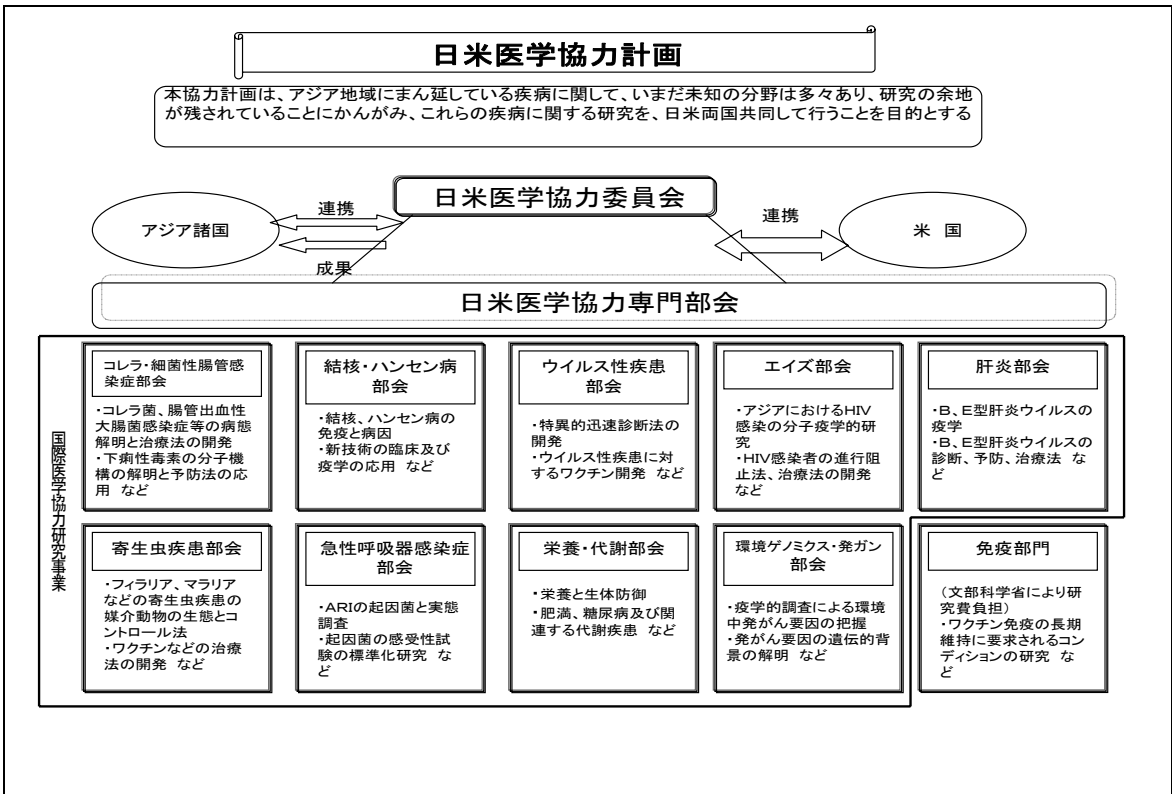 日米医学協力計画
本協力計画は、アジア地域にまん延している疾病に関して、いまだ未知の分野は多々あり、研究の余地
が残されていることにかんがみ、これらの疾病に関する研究を、日米両国共同して行うことを目的とする
日米医学協力委員会
アジア諸国
連携
成果
連携
米 国
日米医学協力専門部会
国際医学協力研究事業
コレラ・細菌性腸管感
染症部会
・コレラ菌、腸管出血性
大腸菌感染症等の病態
解明と治療法の開発
・下痢性毒素の分子機
構の解明と予防法の応
用 など
結核・ハンセン病
部会
・結核、ハンセン病の
免疫と病因
・新技術の臨床及び
疫学の応用 など
ウイルス性疾患
部会
・特異的迅速診断法の
開発
・ウイルス性疾患に対
するワクチン開発 など
エイズ部会
・アジアにおけるHIV
感染の分子疫学的研
究
・HIV感染者の進行阻
止法、治療法の開発
など
肝炎部会
・B、E型肝炎ウイルスの
疫学
・B、E型肝炎ウイルスの
診断、予防、治療法 な
ど
寄生虫疾患部会
・フィラリア、マラリア
などの寄生虫疾患の
媒介動物の生態とコ
ントロール法
・ワクチンなどの治療
法の開発 など
急性呼吸器感染症
部会
・ARIの起因菌と実態
調査
・起因菌の感受性試
験の標準化研究 な
ど
栄養・代謝部会
・栄養と生体防御
・肥満、糖尿病及び関
連する代謝疾患 など
環境ゲノミクス・発ガン
部会
・疫学的調査による環境
中発がん要因の把握
・発がん要因の遺伝的背
景の解明 など
免疫部門
(文部科学省により研
究費負担)
・ワクチン免疫の長期
維持に要求されるコン
ディションの研究 な
ど